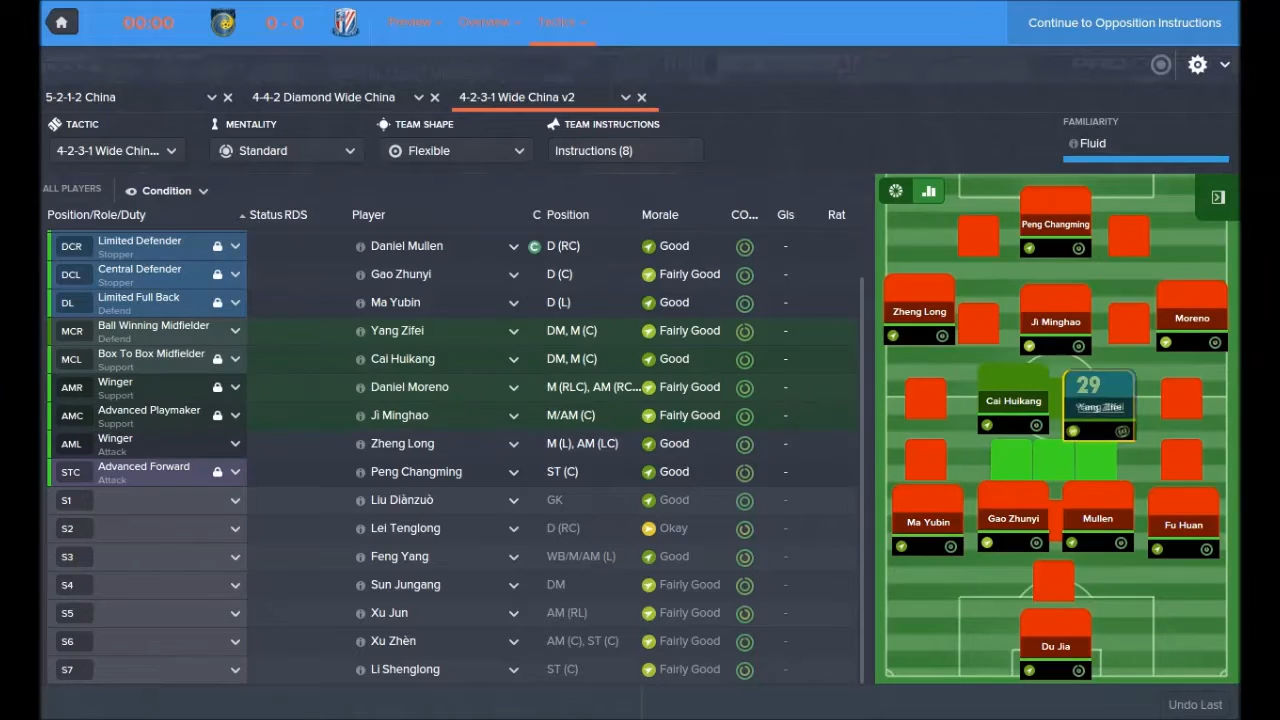 00:00 0 - 0 Preview Overview Tactics Continue to Opposition Instructions
5-2-1-2 China 4-4-2 Diamond Wide China 4-2-3-1 Wide China v2
TACTIC MENTALITY TEAM SHAPE TEAM INSTRUCTIONS FAMILIARITY
4-2-3-1 Wide Chin... Standard Flexible Instructions (8) Fluid
ALL PLAYERS Condition
Position/Role/Duty Status RDS Player C Position Morale CO... Gls Rat
DCR Limited Defender Stopper Daniel Mullen C D (RC) Good -
DCL Central Defender Stopper Gao Zhunyi D (C) Fairly Good -
DL Limited Full Back Defend Ma Yubin D (L) Good -
MCR Ball Winning Midfielder Defend Yang Zifei DM, M (C) Fairly Good -
MCL Box To Box Midfielder Support Cai Huikang DM, M (C) Good -
AMR Winger Support Daniel Moreno M (RLC), AM (RC... Fairly Good -
AMC Advanced Playmaker Support Jì Minghao M/AM (C) Fairly Good -
AML Winger Attack Zheng Long M (L), AM (LC) Good -
STC Advanced Forward Attack Peng Changming ST (C) Good -
S1 Liu Diànzuò GK Good -
S2 Lei Tenglong D (RC) Okay -
S3 Feng Yang WB/M/AM (L) Good -
S4 Sun Jungang DM Fairly Good -
S5 Xu Jun AM (RL) Fairly Good -
S6 Xu Zhèn AM (C), ST (C) Fairly Good -
S7 Li Shenglong ST (C) Fairly Good -
Peng Changming
Zheng Long Jì Minghao Moreno
29
Cai Huikang Yang Zifei
Ma Yubin Gao Zhunyi Mullen Fu Huan
Du Jia
Undo Last